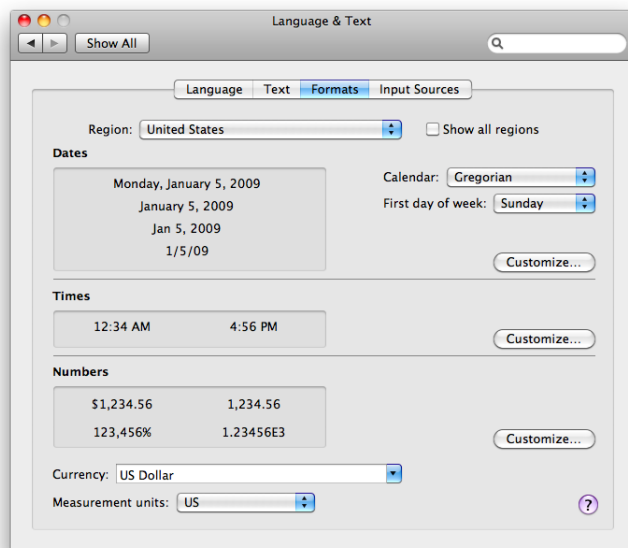 Language & Text
Show All
Language Text Formats Input Sources
Region: United States Show all regions
Dates
Monday, January 5, 2009
January 5, 2009
Jan 5, 2009
1/5/09
Calendar: Gregorian
First day of week: Sunday
Customize...
Times
12:34 AM 4:56 PM
Customize...
Numbers
$1,234.56 1,234.56
123,456% 1.23456E3
Customize...
Currency: US Dollar
Measurement units: US
?